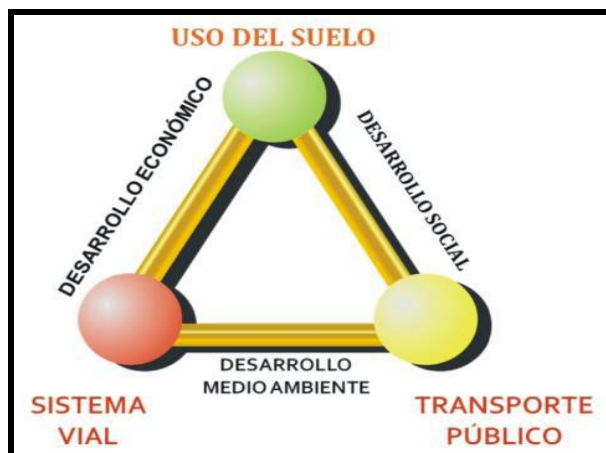 USO DEL SUELO
DESARROLLO ECONÓMICO
DESARROLLO SOCIAL
DESARROLLO
MEDIO AMBIENTE
SISTEMA
VIAL
TRANSPORTE
PÚBLICO